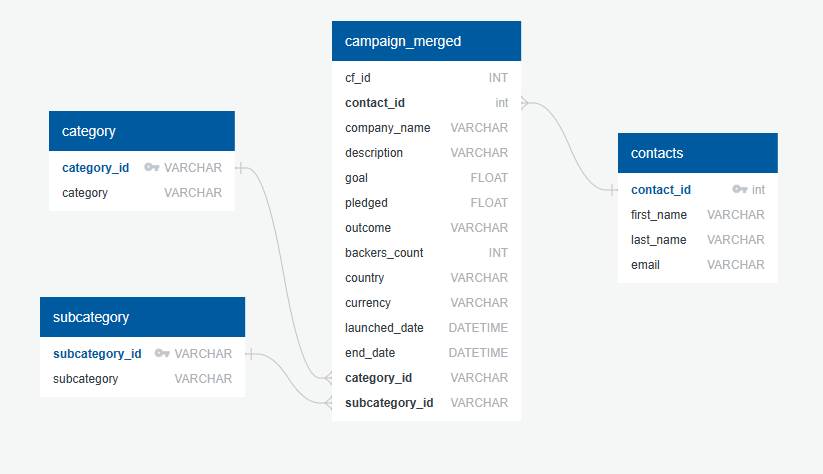 category
category_id VARCHAR
category VARCHAR
subcategory
subcategory_id VARCHAR
subcategory VARCHAR
campaign_merged
cf_id INT
contact_id int
company_name VARCHAR
description VARCHAR
goal FLOAT
pledged FLOAT
outcome VARCHAR
backers_count INT
country VARCHAR
currency VARCHAR
launched_date DATETIME
end_date DATETIME
category_id VARCHAR
subcategory_id VARCHAR
contacts
contact_id int
first_name VARCHAR
last_name VARCHAR
email VARCHAR